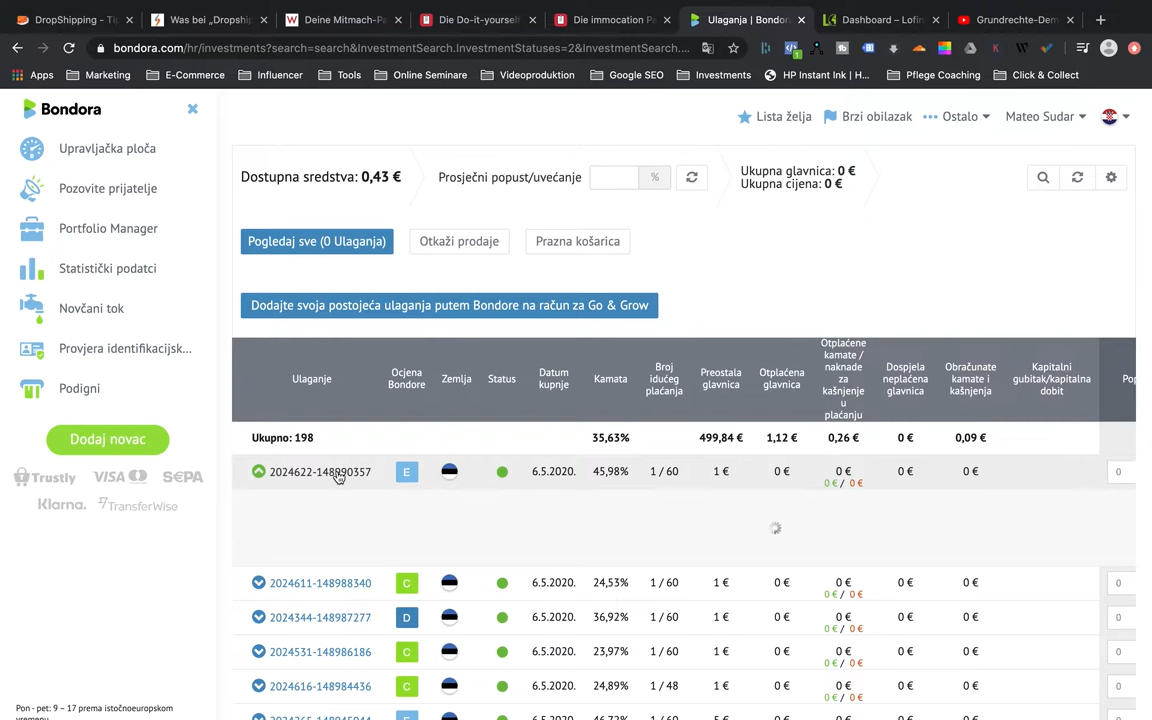 DropShipping - Ti
Was bei „Dropshi
Deine Mitmach-Pa
Die Do-it-yourself
Die immocation Pa
Ulaganja | Bondora
Dashboard – Lofin
Grundrechte-Dem
bondora.com/hr/investments?search=search&InvestmentSearch.InvestmentStatuses=2&InvestmentSearch....
Apps
Marketing
E-Commerce
Influencer
Tools
Online Seminare
Videoproduktion
Google SEO
Investments
HP Instant Ink | H...
Pflege Coaching
Click & Collect
Bondora
Lista želja
Brzi obilazak
Ostalo
Mateo Sudar
Upravljačka ploča
Pozovite prijatelje
Portfolio Manager
Statistički podatci
Novčani tok
Provjera identifikacijsk...
Podigni
Dodaj novac
Trustly VISA SEPA
Klarna. TransferWise
Pon - pet: 9 – 17 prema istočnoeuropskom
vremenu
Dostupna sredstva: 0,43 €
Prosječni popust/uvećanje
%
Ukupna glavnica: 0 €
Ukupna cijena: 0 €
Pogledaj sve (0 Ulaganja)
Otkaži prodaje
Prazna košarica
Dodajte svoja postojeća ulaganja putem Bondore na račun za Go & Grow
Ulaganje
Ocjena
Bondore
Zemlja
Status
Datum
kupnje
Kamata
Broj
idućeg
plaćanja
Preostala
glavnica
Otplaćena
glavnica
Otplaćene
kamate /
naknade
za
kašnjenje
u
plaćanju
Dospjela
neplaćena
glavnica
Obračunate
kamate i
kašnjenja
Kapitalni
gubitak/kapitalna
dobit
Ukupno: 198 35,63% 499,84 € 1,12 € 0,26 € 0 € 0,09 €
2024622-148990357 E 6.5.2020. 45,98% 1 / 60 1 € 0 € 0 € 0 € 0 € 0
0 € / 0 €
2024611-148988340 C 6.5.2020. 24,53% 1 / 60 1 € 0 € 0 € 0 € 0 € 0
0 € / 0 €
2024344-148987277 D 6.5.2020. 36,92% 1 / 60 1 € 0 € 0 € 0 € 0 € 0
0 € / 0 €
2024531-148986186 C 6.5.2020. 23,97% 1 / 60 1 € 0 € 0 € 0 € 0 € 0
0 € / 0 €
2024616-148984436 C 6.5.2020. 24,89% 1 / 48 1 € 0 € 0 € 0 € 0 € 0
0 € / 0 €